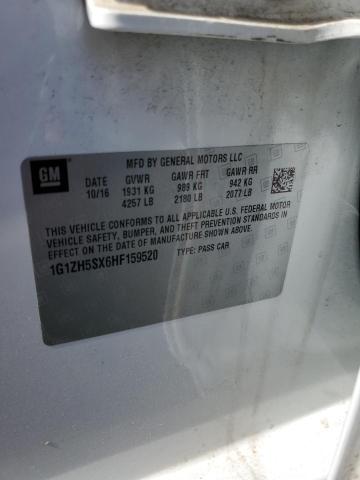 GM
MFD BY GENERAL MOTORS LLC
DATE GVWR GAWR FRT GAWR RR
10/16 1931 KG 989 KG 942 KG
4257 LB 2180 LB 2077 LB
THIS VEHICLE CONFORMS TO ALL APPLICABLE U.S. FEDERAL MOTOR
VEHICLE SAFETY, BUMPER, AND THEFT PREVENTION STANDARDS IN
EFFECT ON THE DATE OF MANUFACTURE SHOWN ABOVE.
1G1ZH5SX6HF159520 TYPE: PASS CAR